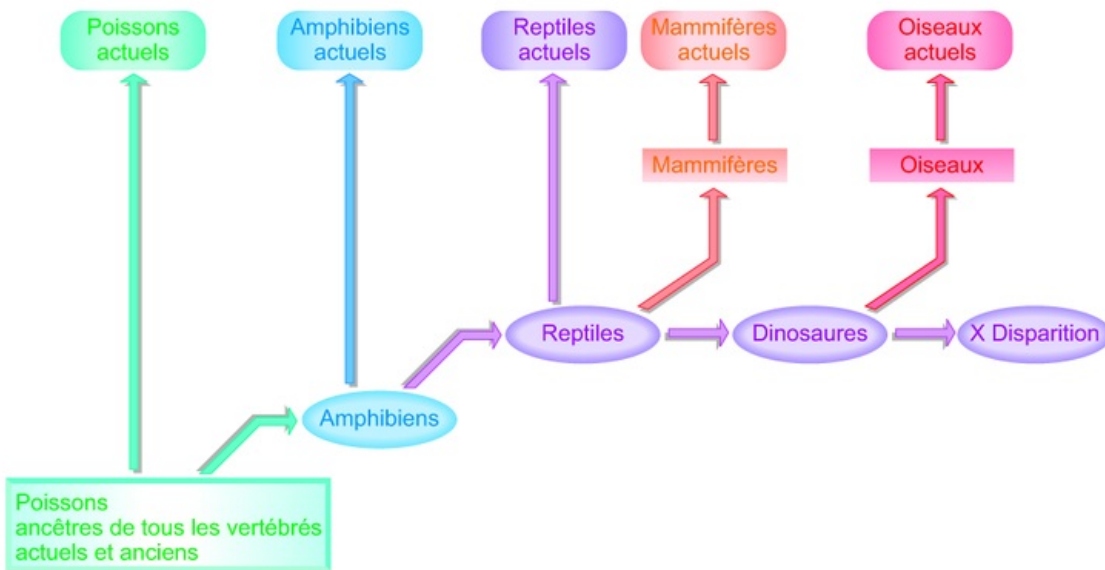 Poissons
actuels
Amphibiens
actuels
Reptiles
actuels
Mammifères
actuels
Oiseaux
actuels
Mammifères
Oiseaux
Reptiles
Dinosaures
X Disparition
Amphibiens
Poissons
ancêtres de tous les vertébrés
actuels et anciens